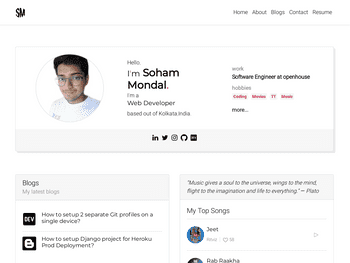 SM
Home About Blogs Contact Resume
Hello.
I'm Soham
Mondal.
I'm a
Web Developer
based out of Kolkata,India
work
Software Engineer at openhouse
hobbies
Coding Movies TT Music
more...
Blogs
My latest blogs
DEV
How to setup 2 separate Git profiles on a
single device?
How to setup Django project for Heroku
Prod Deployment?
"Music gives a soul to the universe, wings to the mind,
flight to the imagination and life to everything." — Plato
My Top Songs
Jeet
Ritviz
Rab Raakha